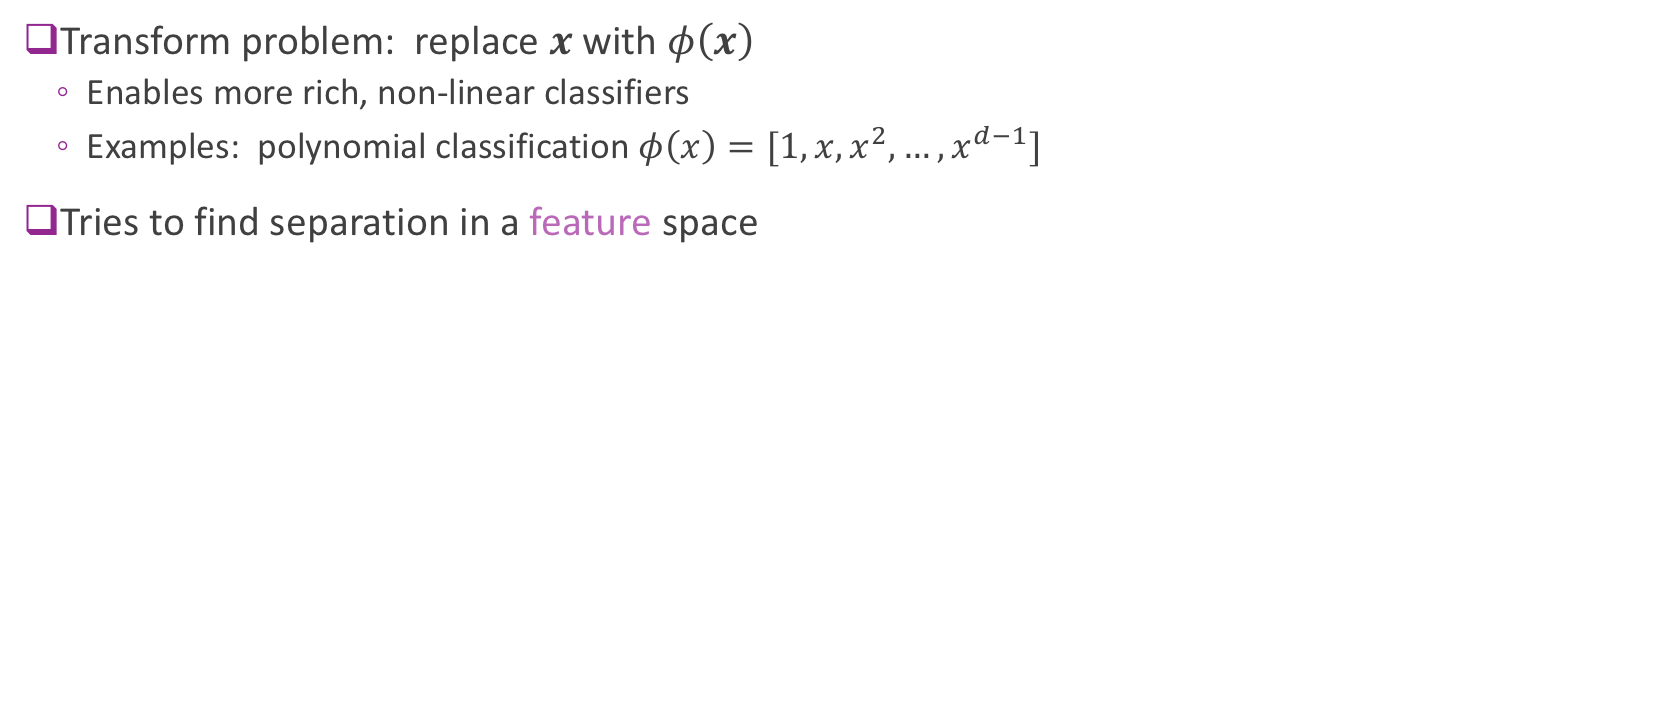 ❑Transform problem: replace 𝒙 with 𝜙(𝒙)
◦ Enables more rich, non-linear classifiers
◦ Examples: polynomial classification 𝜙(𝑥) = [1, 𝑥, 𝑥², … , 𝑥ᵈ⁻¹]
❑Tries to find separation in a feature space